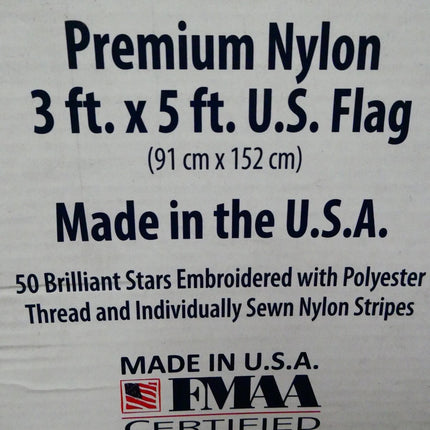 Premium Nylon
3 ft. x 5 ft. U.S. Flag
(91 cm x 152 cm)
Made in the U.S.A.
50 Brilliant Stars Embroidered with Polyester
Thread and Individually Sewn Nylon Stripes
MADE IN U.S.A.
FMAA
CERTIFIED